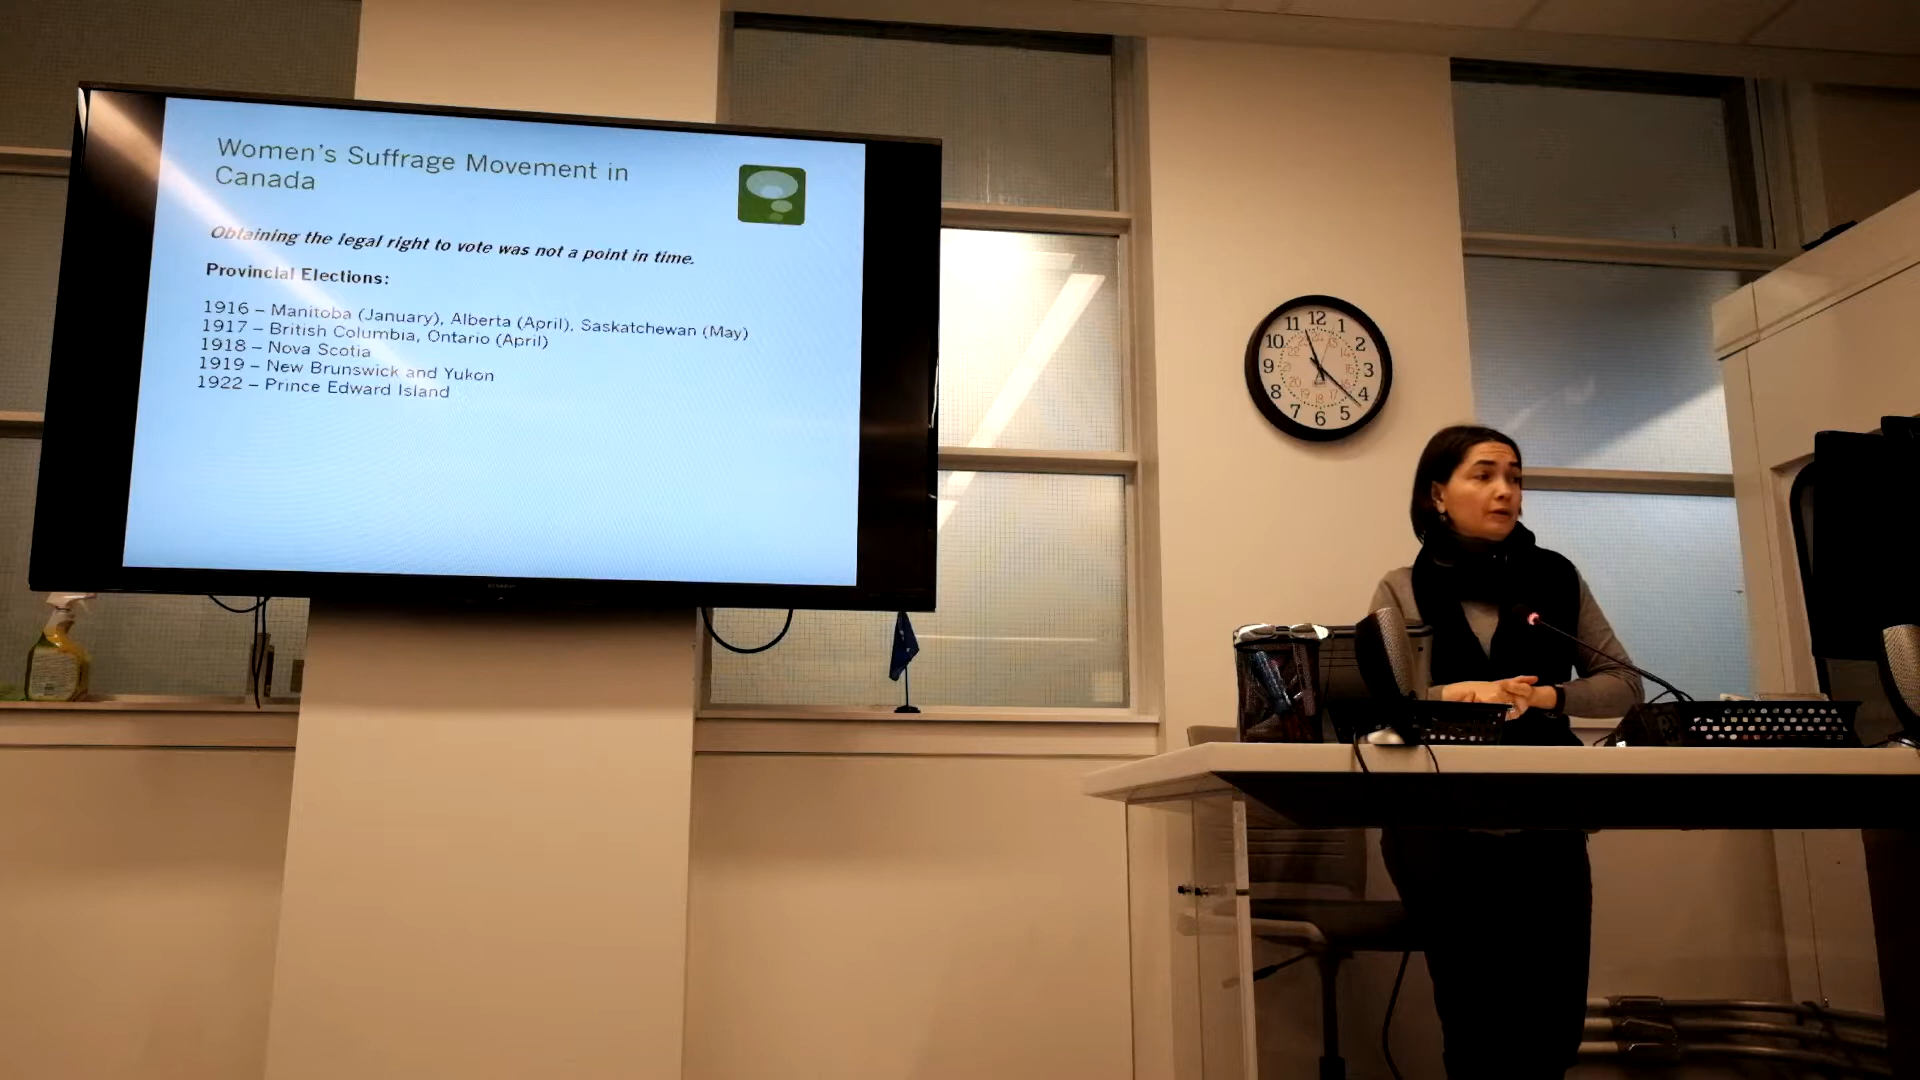 Women's Suffrage Movement in
Canada
Obtaining the legal right to vote was not a point in time.
Provincial Elections:
1916 – Manitoba (January), Alberta (April), Saskatchewan (May)
1917 – British Columbia, Ontario (April)
1918 – Nova Scotia
1919 – New Brunswick and Yukon
1922 – Prince Edward Island
12
1
2
3
4
5
6
7
8
9
10
11